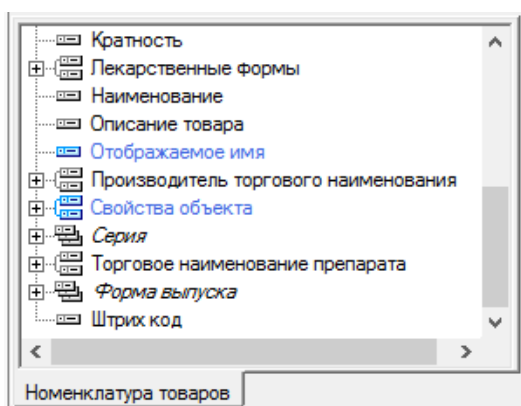 Кратность
Лекарственные формы
Наименование
Описание товара
Отображаемое имя
Производитель торгового наименования
Свойства объекта
Серия
Торговое наименование препарата
Форма выпуска
Штрих код
Номенклатура товаров